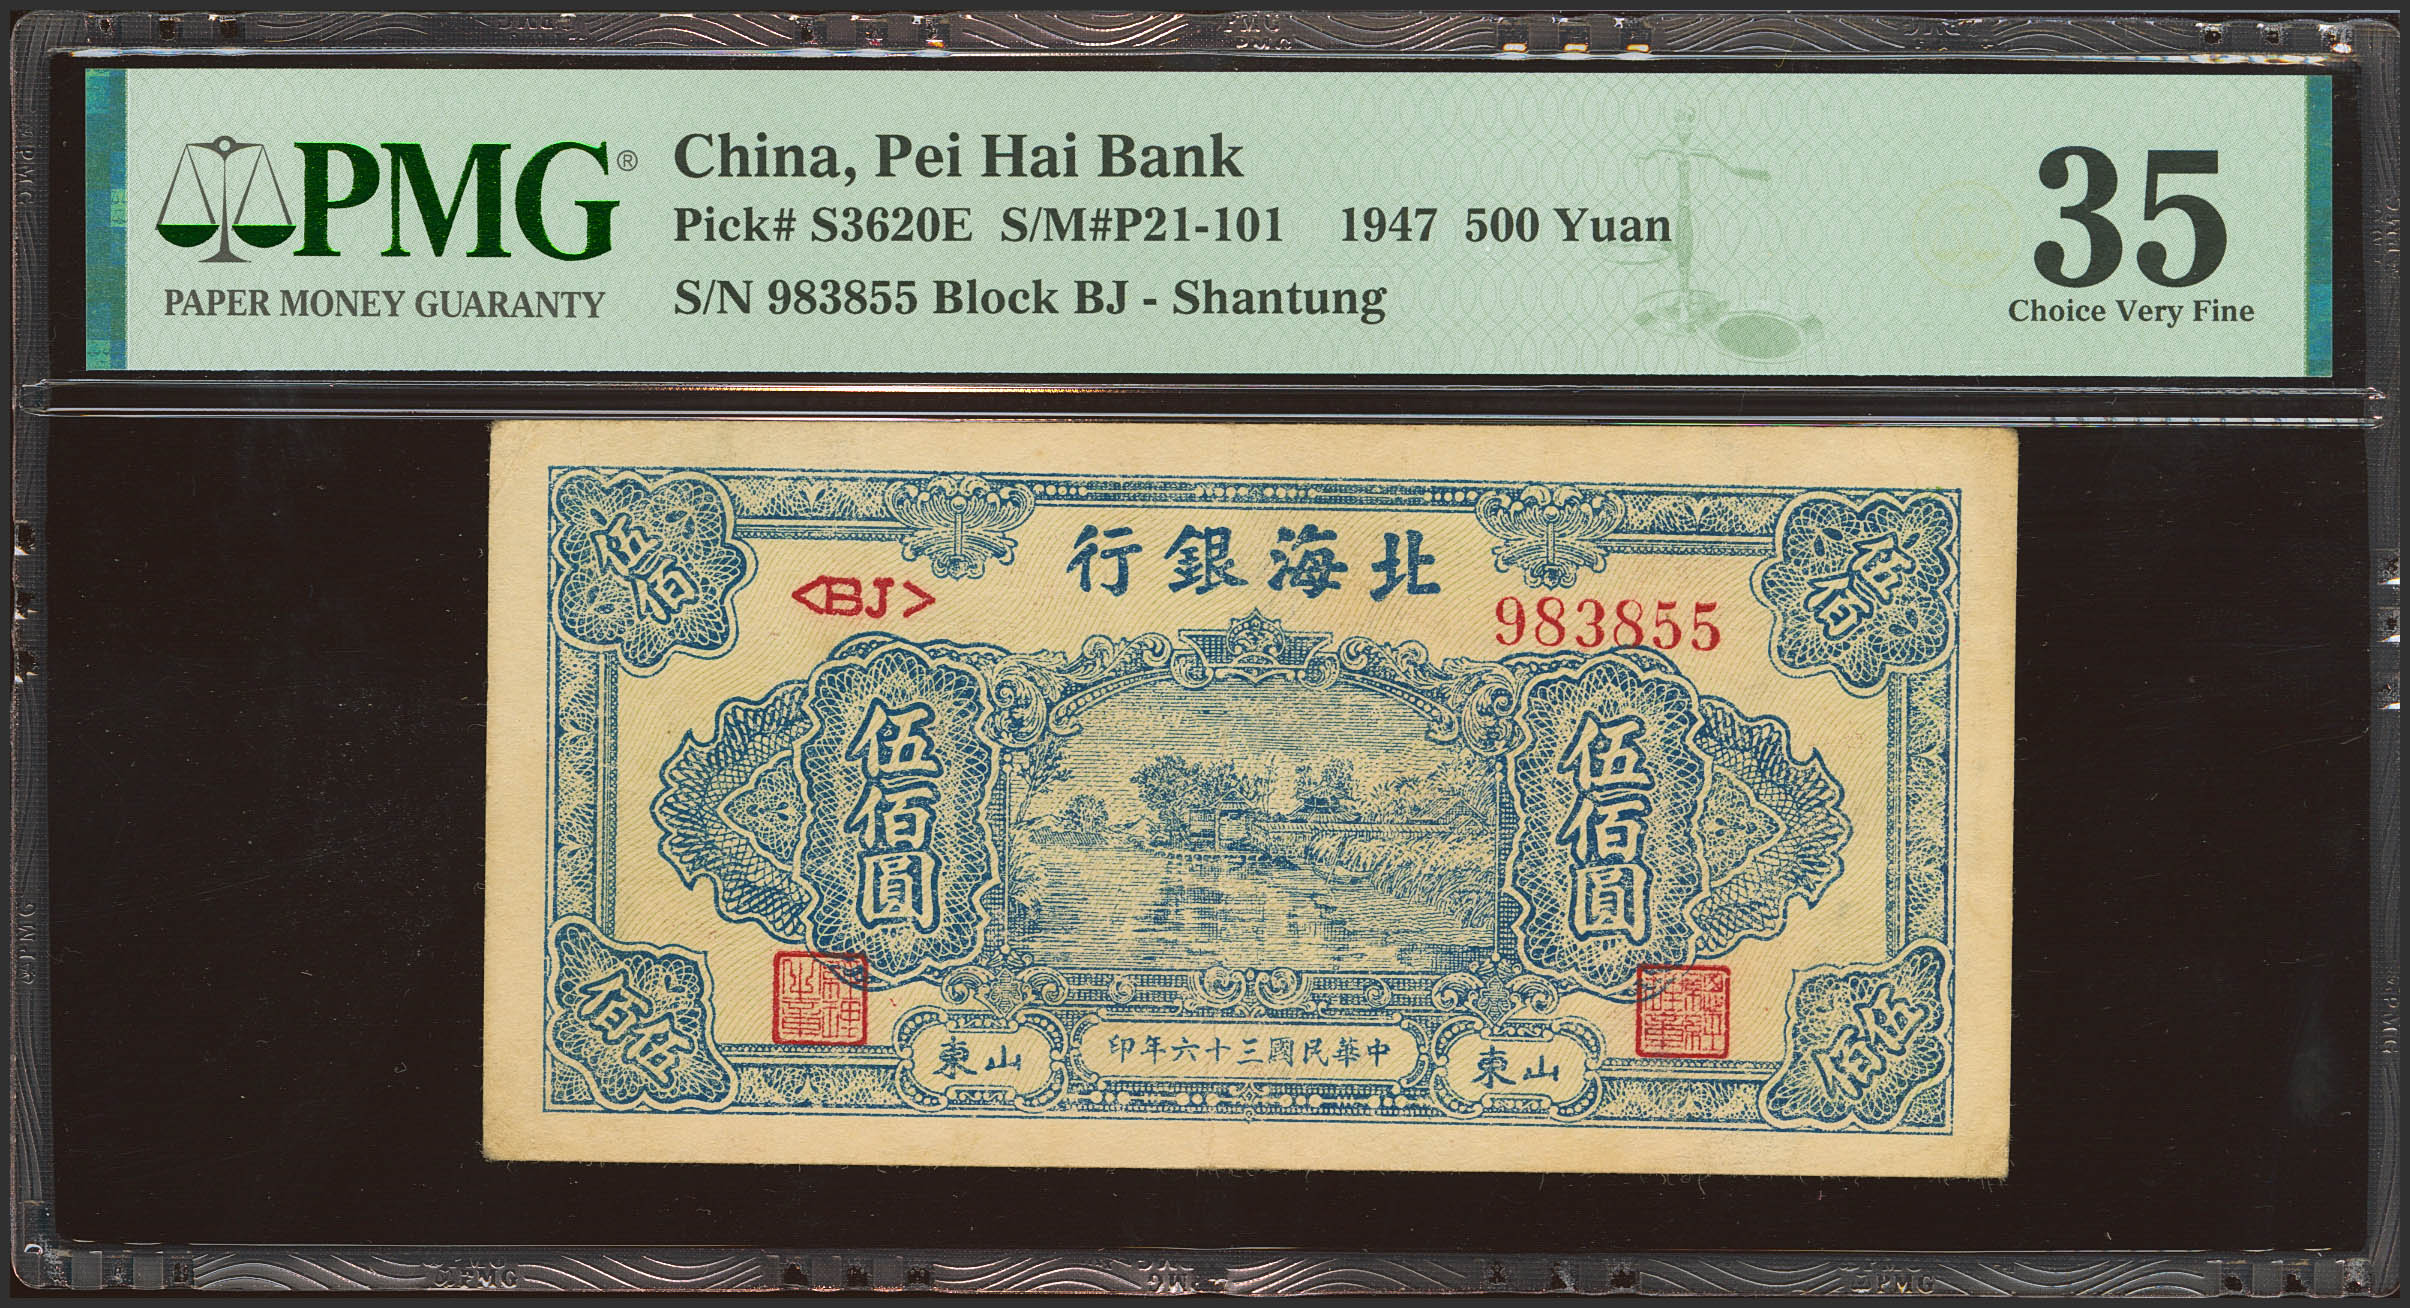 PMG®
PAPER MONEY GUARANTY
China, Pei Hai Bank
Pick# S3620E S/M#P21-101 1947 500 Yuan
S/N 983855 Block BJ - Shantung
35
Choice Very Fine
伍佰
行銀海北
伍佰
<BJ>
983855
伍佰圓
伍佰圓
東山
印年六十三國民華中
東山
佰伍
伍佰